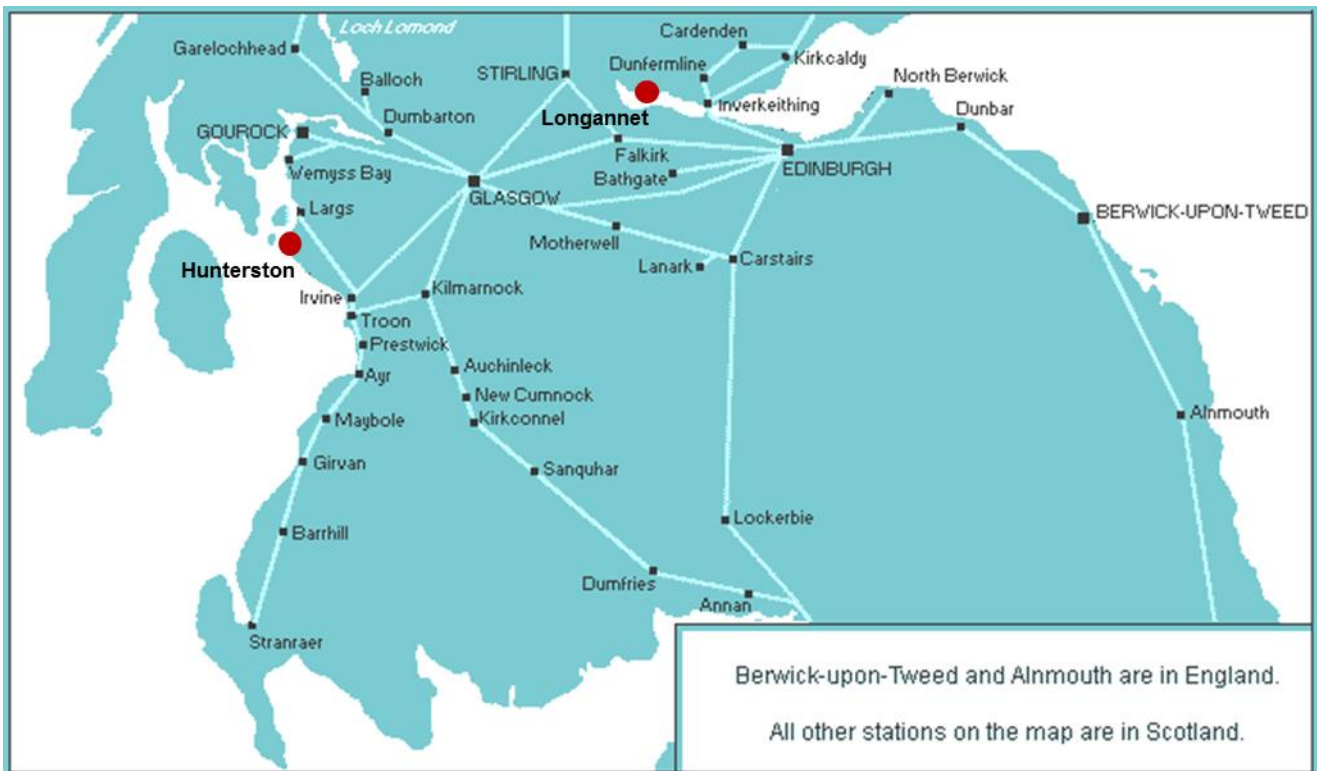 Loch Lomond
Cardenden
Garelochhead
Kirkcaldy
Dunfermline
STIRLING
North Berwick
Balloch
Inverkeithing
Dunbar
Longannet
Dumbarton
GOUROCK
Falkirk
EDINBURGH
Wemyss Bay
Bathgate
GLASGOW
Largs
BERWICK-UPON-TWEED
Motherwell
Carstairs
Lanark
Hunterston
Kilmarnock
Irvine
Troon
Prestwick
Auchinleck
Ayr
New Cumnock
Alnmouth
Maybole
Kirkconnel
Girvan
Sanquhar
Lockerbie
Barrhill
Dumfries
Annan
Stranraer
Berwick-upon-Tweed and Alnmouth are in England.
All other stations on the map are in Scotland.